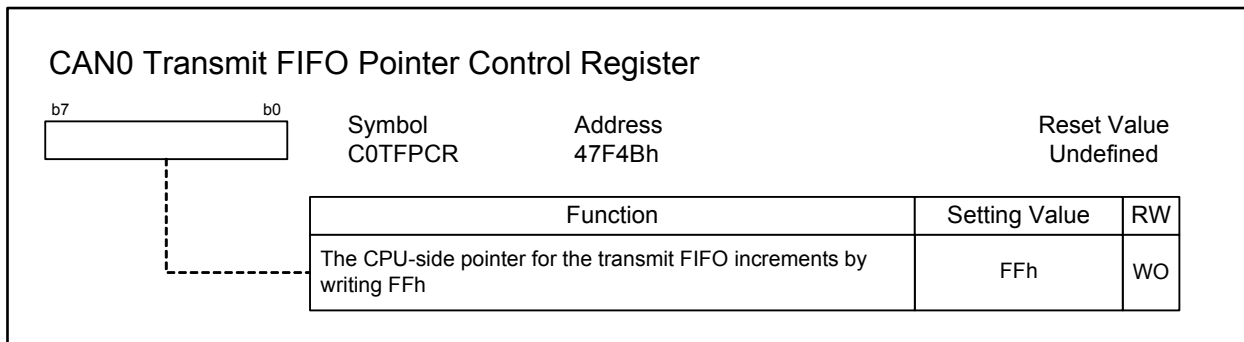 CAN0 Transmit FIFO Pointer Control Register
b7 b0
Symbol Address Reset Value
C0TFPCR 47F4Bh Undefined
Function Setting Value RW
The CPU-side pointer for the transmit FIFO increments by
writing FFh
FFh WO